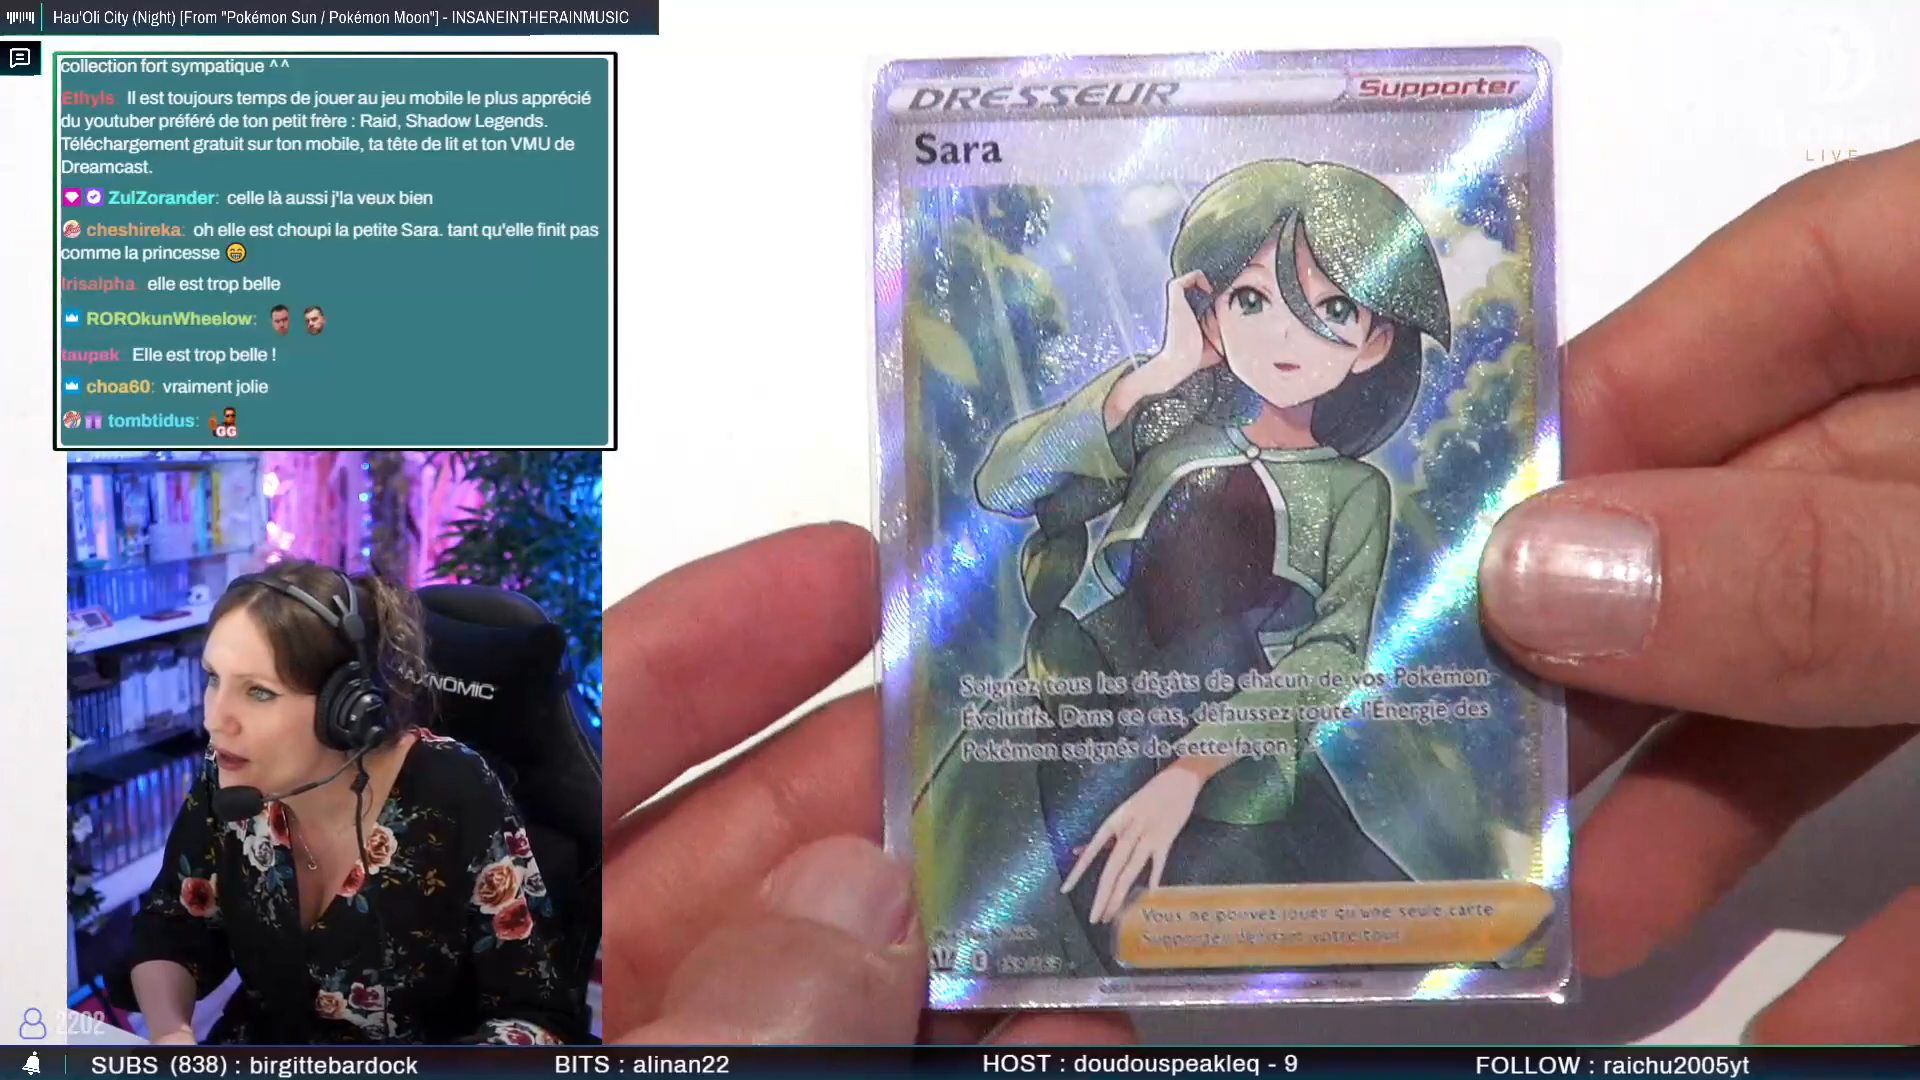 Hau'Oli City (Night) [From "Pokémon Sun / Pokémon Moon"] - INSANEINTHERAINMUSIC
collection fort sympatique ^^
Ethyls: Il est toujours temps de jouer au jeu mobile le plus apprécié
du youtuber préféré de ton petit frère : Raid, Shadow Legends.
Téléchargement gratuit sur ton mobile, ta tête de lit et ton VMU de
Dreamcast.
ZulZorander: celle là aussi j'la veux bien
cheshireka: oh elle est choupi la petite Sara. tant qu'elle finit pas
comme la princesse
Irisalpha: elle est trop belle
ROROkunWheelow:
taupek Elle est trop belle !
choa60: vraiment jolie
tombtidus: GG
DRESSEUR Supporter
Sara
LIVE
Soignez tous les dégâts de chacun de vos Pokémon
Évolutifs. Dans ce cas, défaussez toute l'Énergie des
Pokémon soignés de cette façon.
Vous ne pouvez jouer qu'une seule carte
Supporter pendant votre tour.
AXNOMIC
2202
SUBS (838) : birgittebardock
BITS : alinan22
HOST : doudouspeakleq - 9
FOLLOW : raichu2005yt